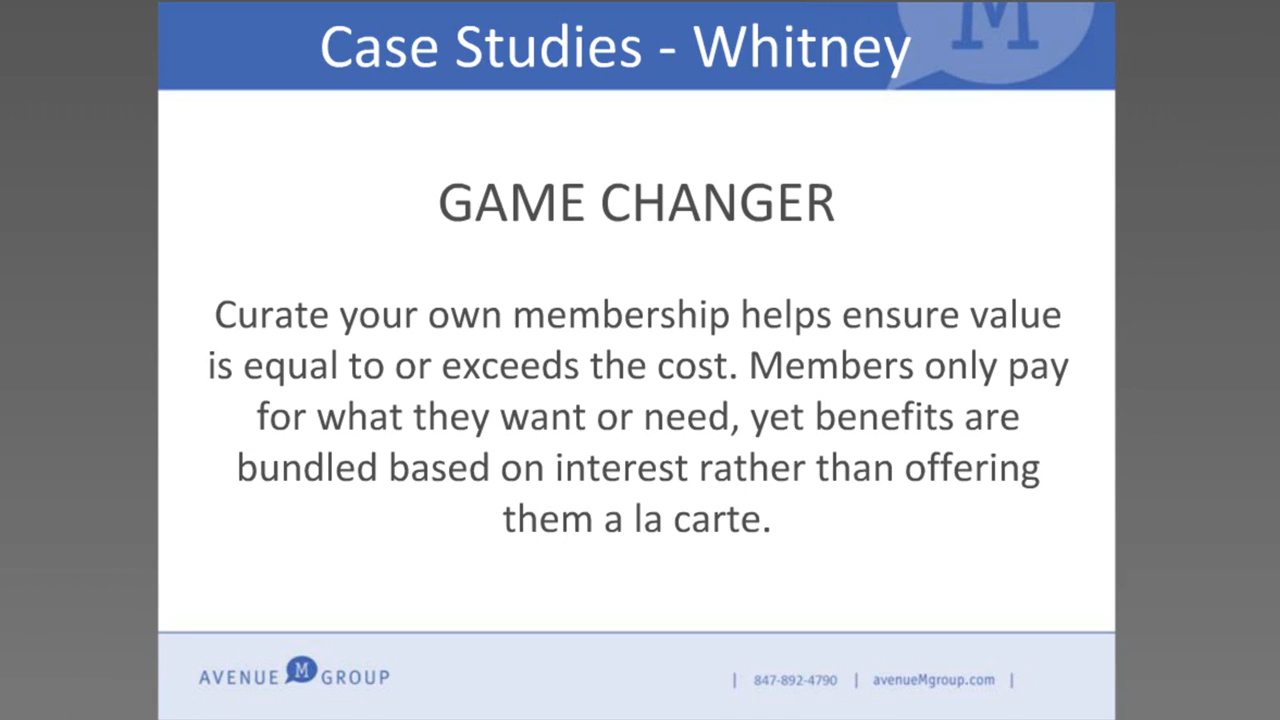 Case Studies - Whitney
M
GAME CHANGER
Curate your own membership helps ensure value
is equal to or exceeds the cost. Members only pay
for what they want or need, yet benefits are
bundled based on interest rather than offering
them a la carte.
AVENUE M GROUP
| 847-892-4790 | avenueMgroup.com |